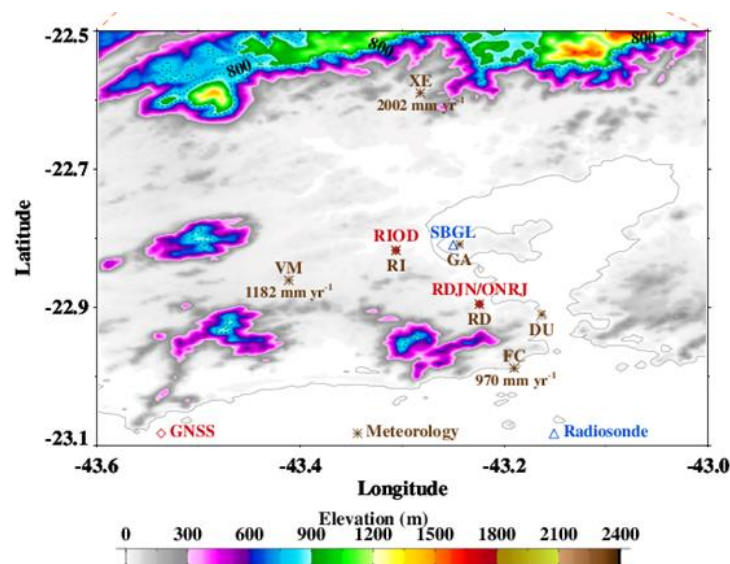 -22.5
-22.7
-22.9
-23.1
Latitude
800
800
800
XE
2002 mm yr-1
SBGL
GA
RIOD
RI
VM
1182 mm yr-1
RDJN/ONRJ
RD
DU
FC
970 mm yr-1
GNSS
Meteorology
Radiosonde
-43.6
-43.4
-43.2
-43.0
Longitude
Elevation (m)
0 300 600 900 1200 1500 1800 2100 2400